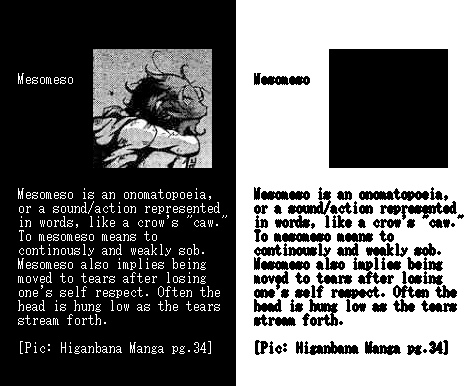 Mesomeso
Mesomeso is an onomatopoeia,
or a sound/action represented
in words, like a crow's "caw."
To mesomeso means to
continously and weakly sob.
Mesomeso also implies being
moved to tears after losing
one's self respect. Often the
head is hung low as the tears
stream forth.
[Pic: Higanbana Manga pg.34]
Mesomeso
Mesomeso is an onomatopoeia,
or a sound/action represented
in words, like a crow's "caw."
To mesomeso means to
continously and weakly sob.
Mesomeso also implies being
moved to tears after losing
one's self respect. Often the
head is hung low as the tears
stream forth.
[Pic: Higanbana Manga pg.34]